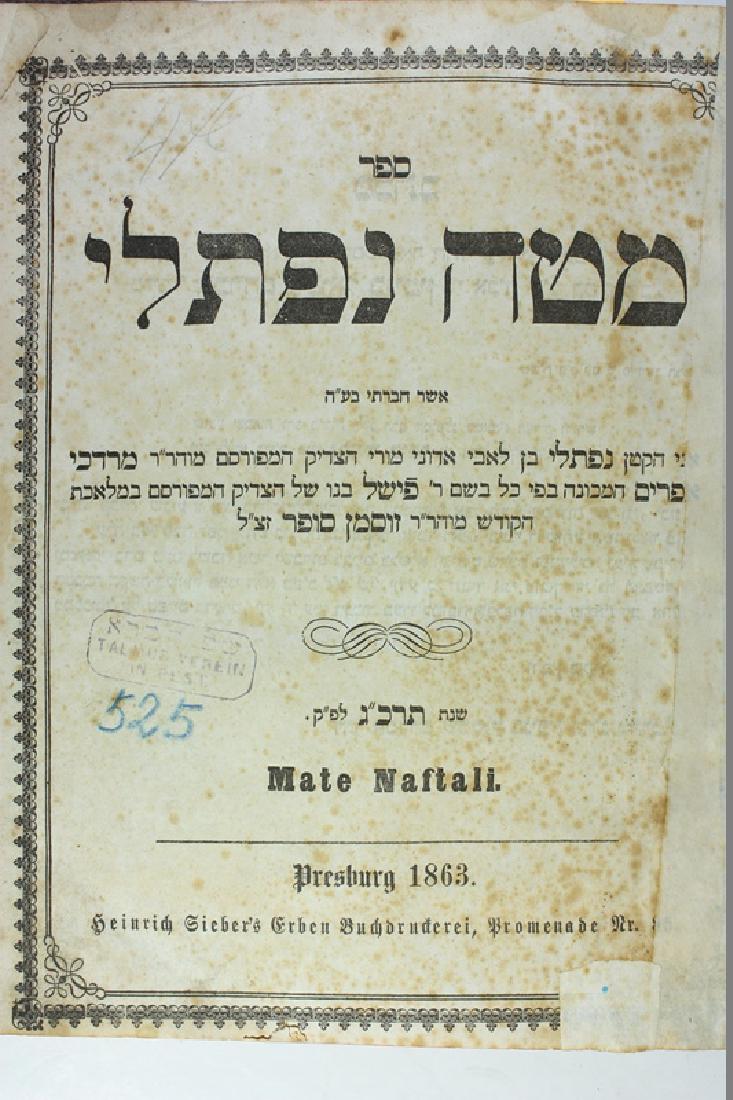 ספר
מטה נפתלי
אשר חברתי בע״ה
הקטן נפתלי בן לאבי אדוני מורי הצדיק המפורסם מוהר״ר מרדכי
פרים המכונה בפי כל בשם ר' פישל בנו של הצדיק המפורסם במלאכת
הקודש מוהר״ר זוסמן סופר זצ״ל
TALMUD VEREIN
IN PEST
525
שנת תרכ״ג לפ״ק.
Mate Naftali.
Presburg 1863.
Heinrich Sieber's Erben Buchdruckerei, Promenade Nr.